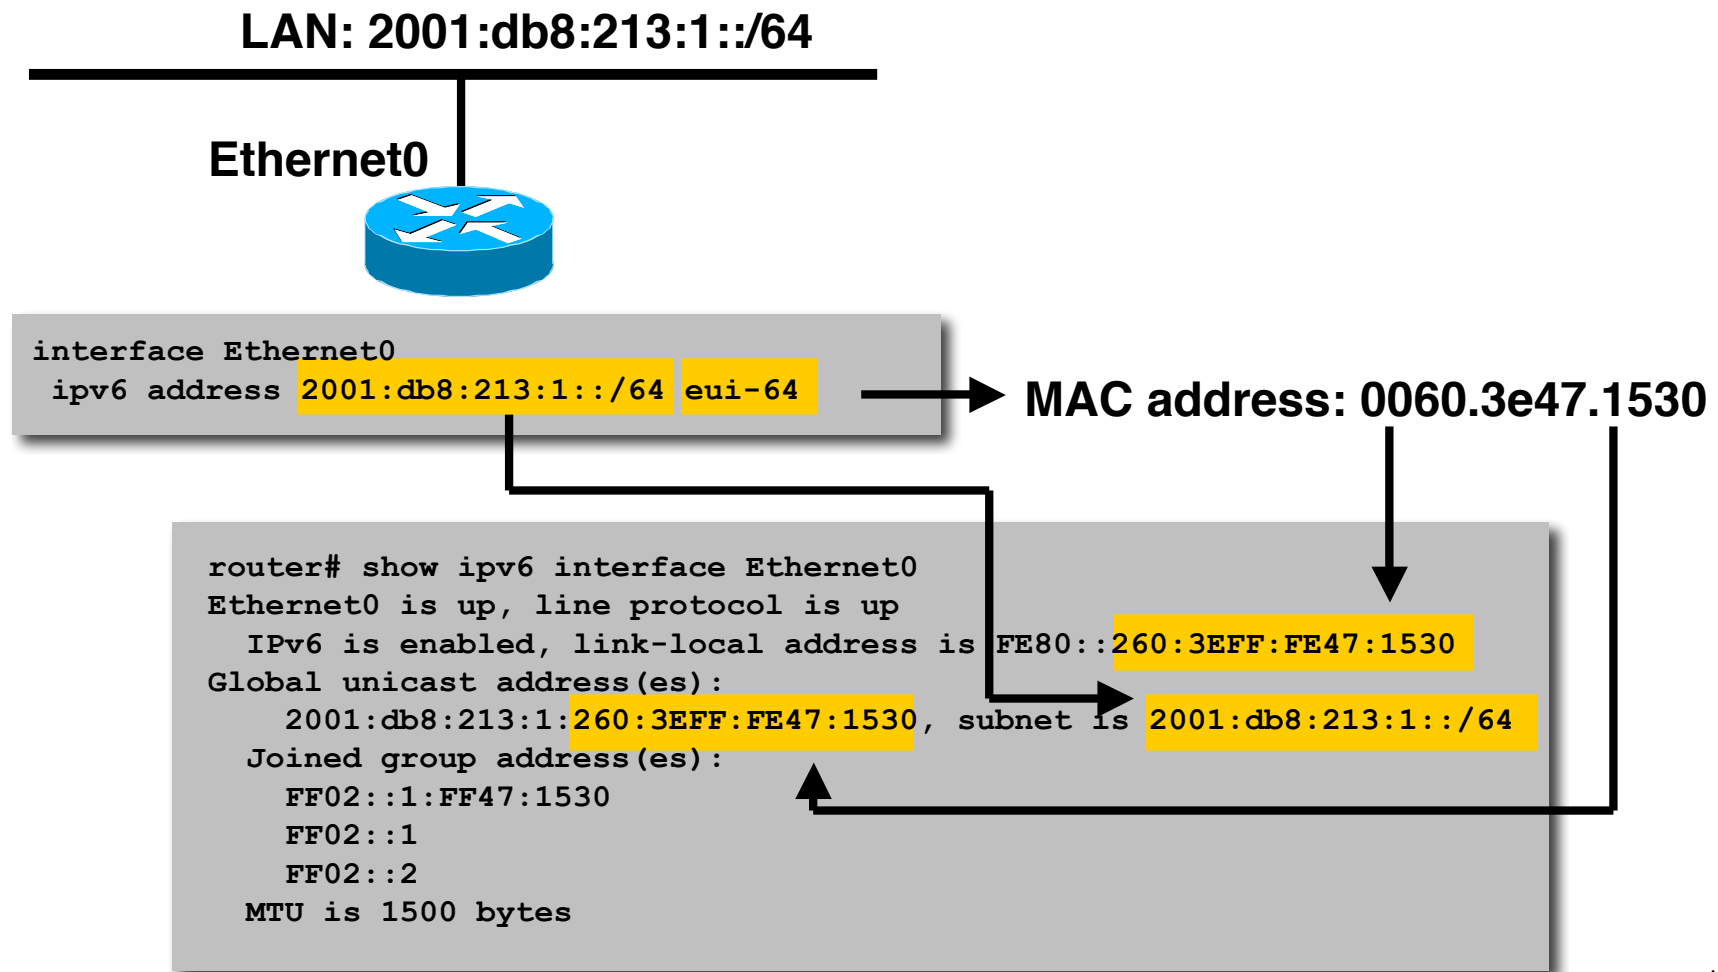 LAN: 2001:db8:213:1::/64
Ethernet0
interface Ethernet0
ipv6 address 2001:db8:213:1::/64 eui-64
MAC address: 0060.3e47.1530
router# show ipv6 interface Ethernet0
Ethernet0 is up, line protocol is up
IPv6 is enabled, link-local address is FE80::260:3EFF:FE47:1530
Global unicast address(es):
2001:db8:213:1:260:3EFF:FE47:1530, subnet is 2001:db8:213:1::/64
Joined group address(es):
FF02::1:FF47:1530
FF02::1
FF02::2
MTU is 1500 bytes